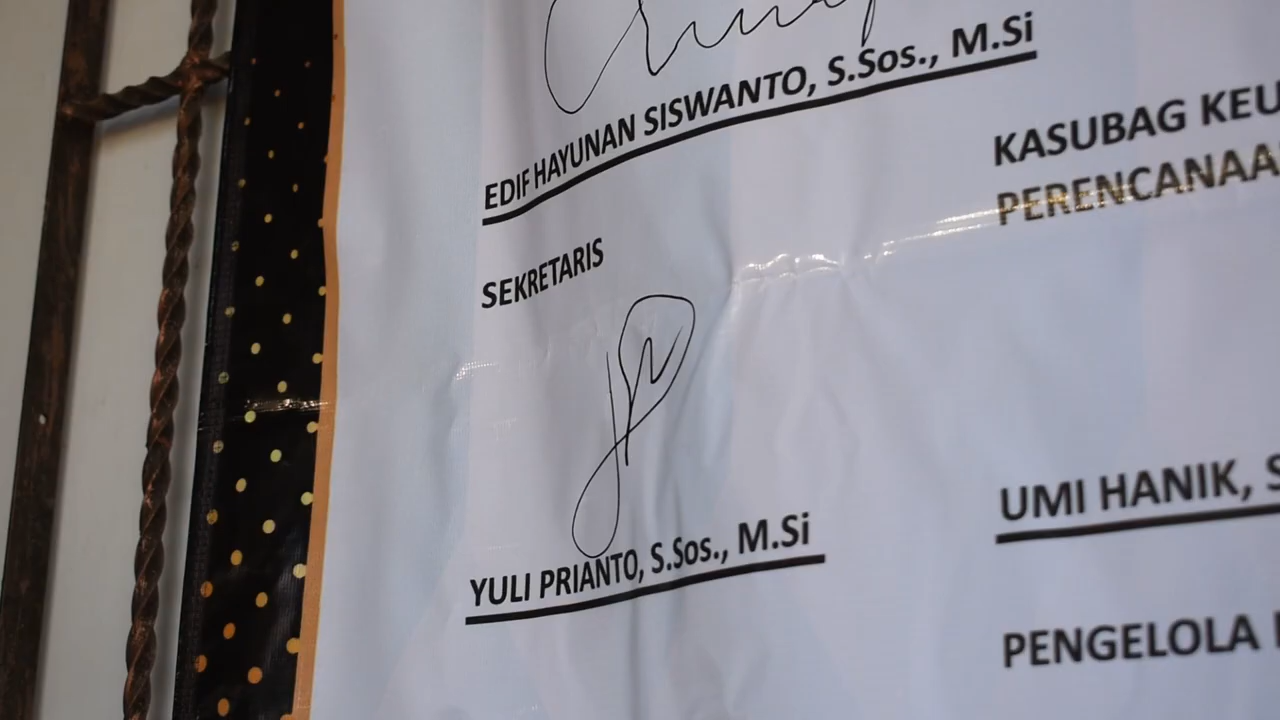 EDIF HAYUNAN SISWANTO, S.Sos., M.Si
SEKRETARIS
YULI PRIANTO, S.Sos., M.Si
KASUBAG KEU
PERENCANAA
UMI HANIK, S
PENGELOLA